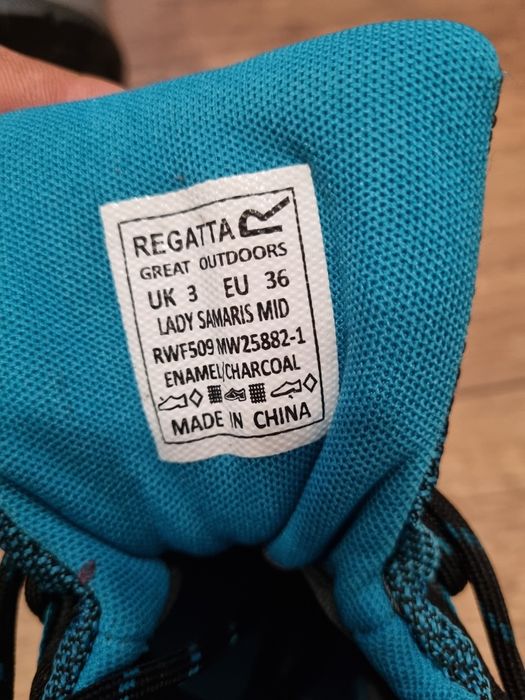 REGATTA
GREAT OUTDOORS
UK 3 EU 36
LADY SAMARIS MID
RWF509 MW25882-1
ENAMEL/CHARCOAL
MADE IN CHINA